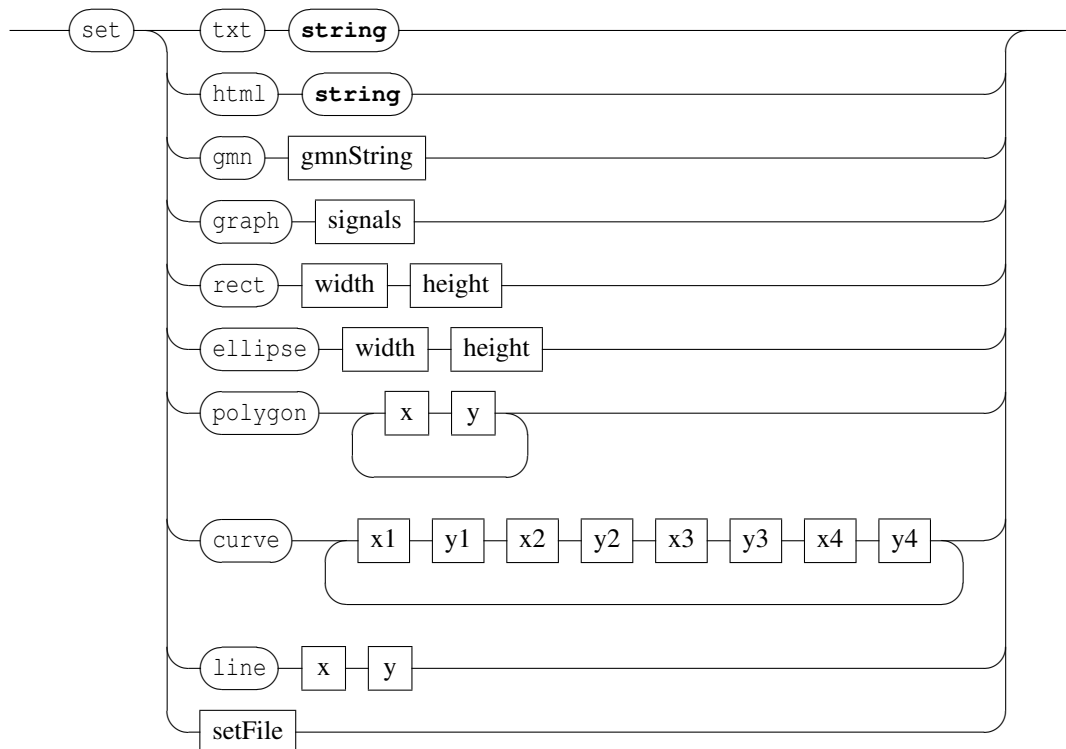 set txt string
html string
gmn gmnString
graph signals
rect width height
ellipse width height
polygon x y
curve x1 y1 x2 y2 x3 y3 x4 y4
line x y
setFile